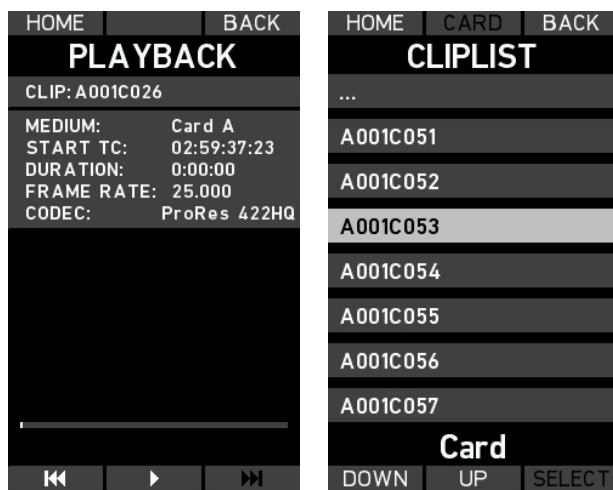 HOME BACK
PLAYBACK
CLIP: A001C026
MEDIUM: Card A
START TC: 02:59:37:23
DURATION: 0:00:00
FRAME RATE: 25.000
CODEC: ProRes 422HQ
HOME CARD BACK
CLIPLIST
...
A001C051
A001C052
A001C053
A001C054
A001C055
A001C056
A001C057
Card
DOWN UP SELECT